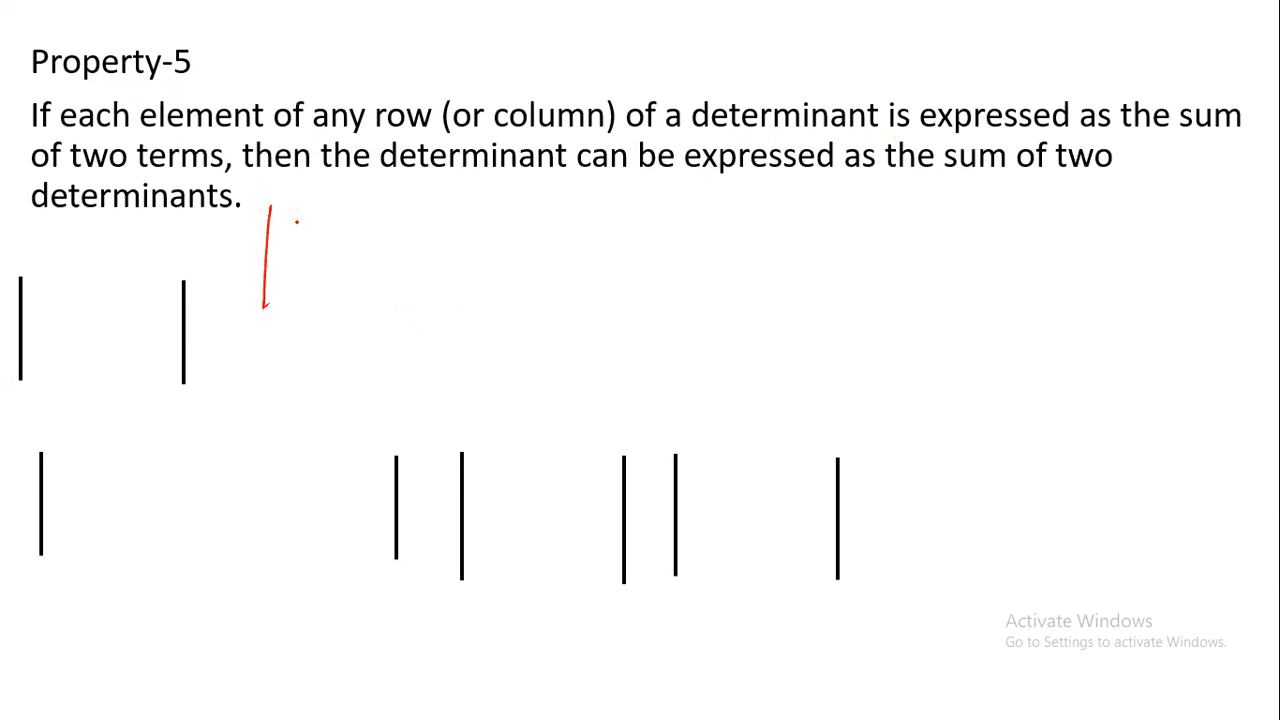 Property-5
If each element of any row (or column) of a determinant is expressed as the sum
of two terms, then the determinant can be expressed as the sum of two
determinants.
Activate Windows
Go to Settings to activate Windows.